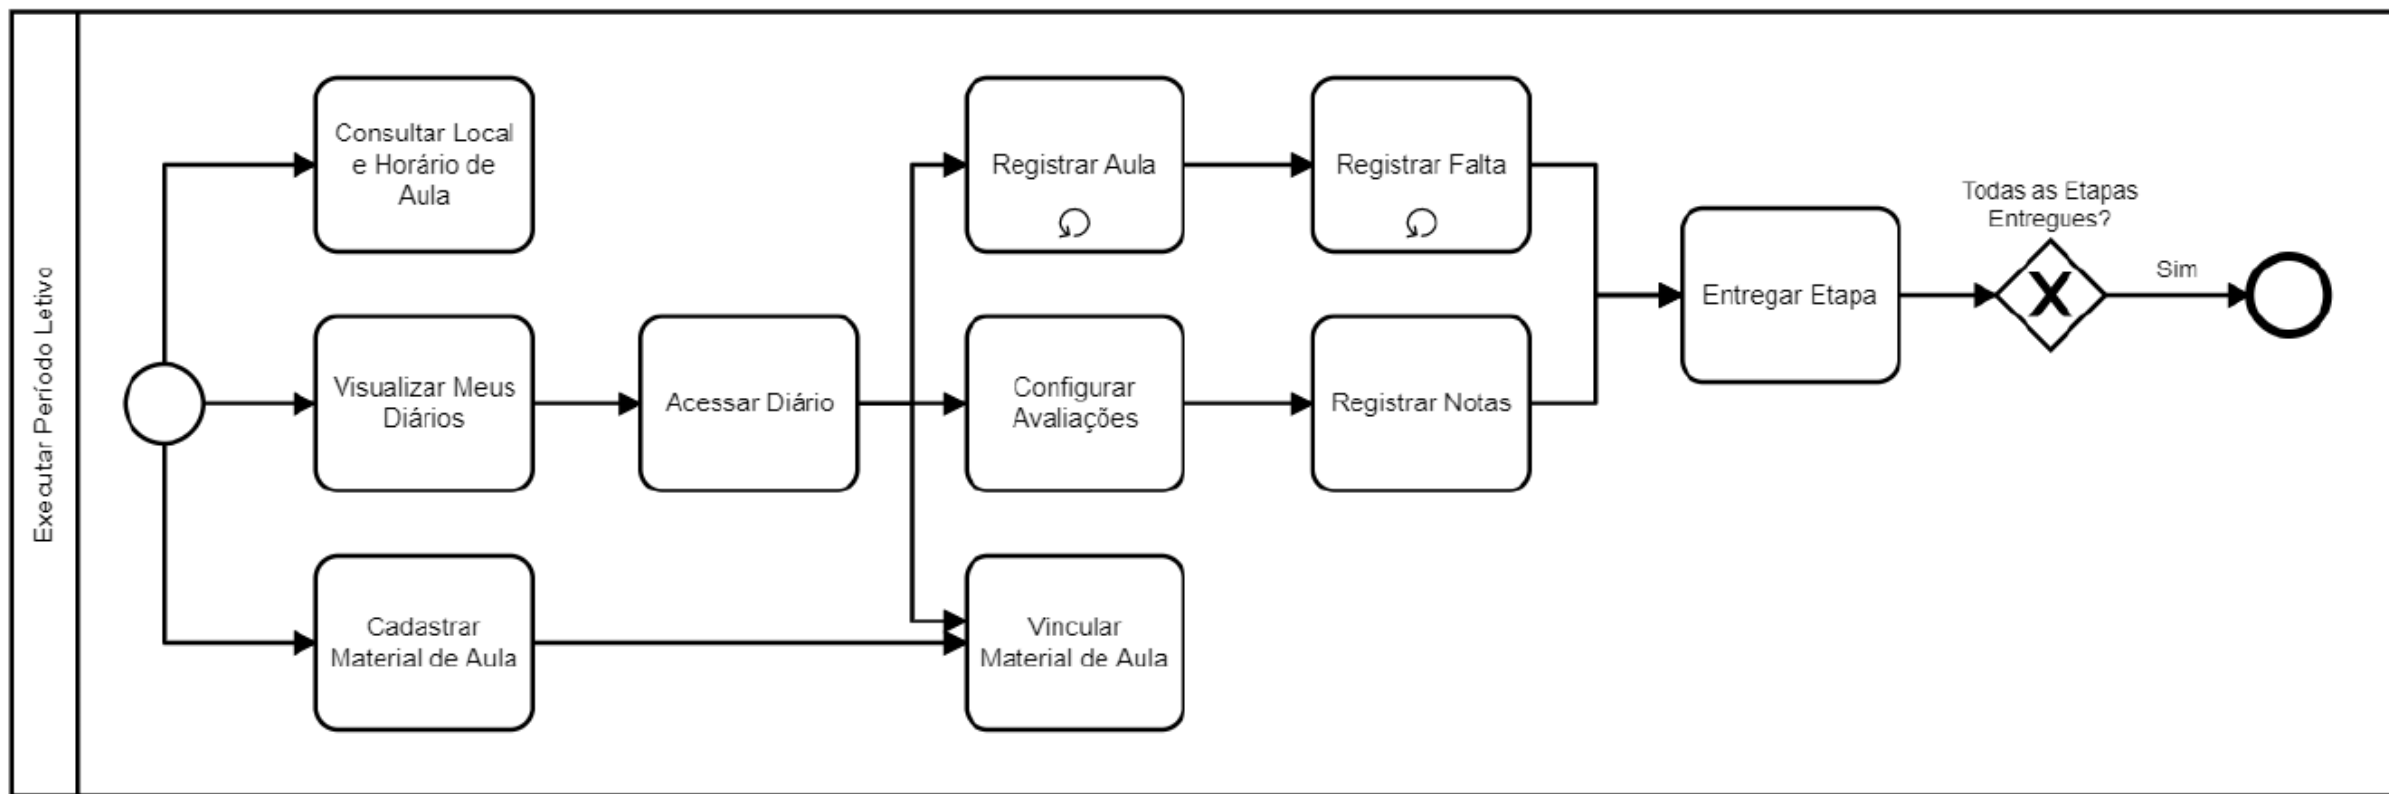 Executar Período Letivo
Consultar Local
e Horário de
Aula
Registrar Aula
Registrar Falta
Todas as Etapas
Entregues?
Sim
Entregar Etapa
Visualizar Meus
Diários
Acessar Diário
Configurar
Avaliações
Registrar Notas
Cadastrar
Material de Aula
Vincular
Material de Aula